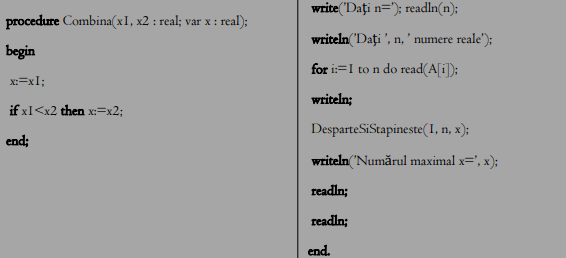 procedure Combina(x1, x2 : real; var x : real);
begin
x:=x1;
if x1<x2 then x:=x2;
end;
write('Daţi n='); readln(n);
writeln('Daţi ', n, ' numere reale');
for i:=1 to n do read(A[i]);
writeln;
DesparteSiStapineste(1, n, x);
writeln('Numărul maximal x=', x);
readln;
readln;
end.